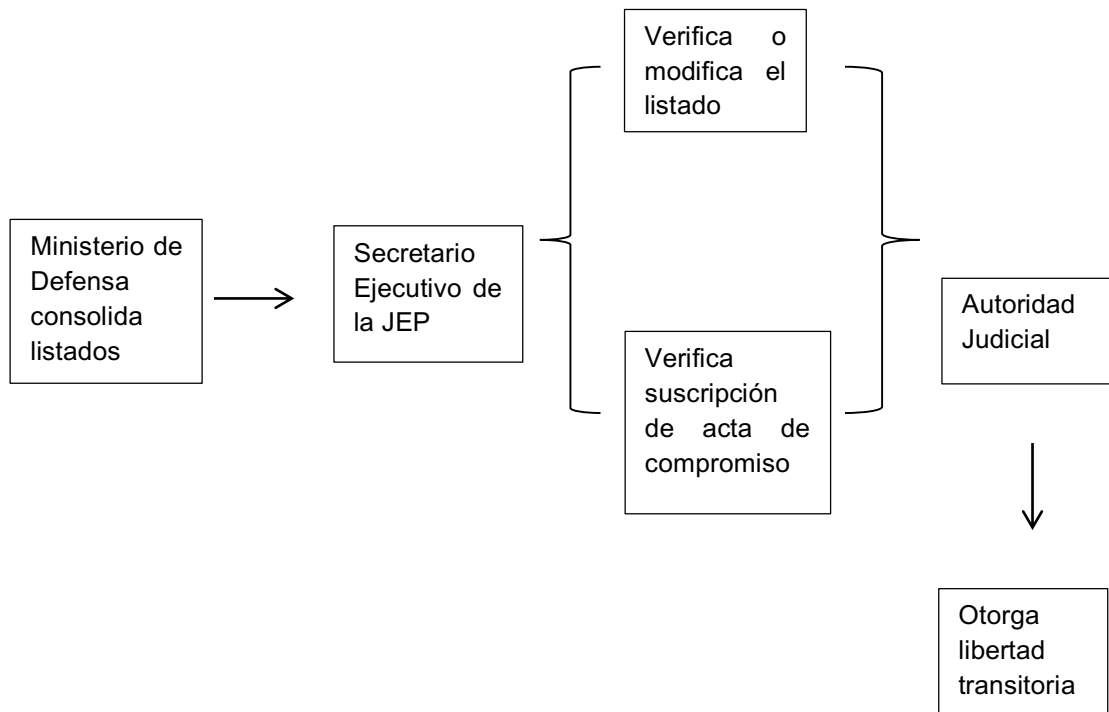 Ministerio de
Defensa
consolida
listados
Secretario
Ejecutivo de
la JEP
Verifica o
modifica el
listado
Verifica
suscripción
de acta de
compromiso
Autoridad
Judicial
Otorga
libertad
transitoria